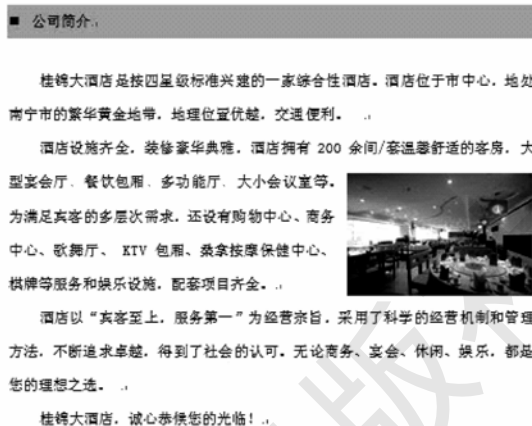 ■ 公司简介
桂锦大酒店是按四星级标准兴建的一家综合性酒店。酒店位于市中心，地处
南宁市的繁华黄金地带，地理位置优越，交通便利。
酒店设施齐全，装修豪华典雅，酒店拥有 200 余间/套温馨舒适的客房，大
型宴会厅、餐饮包厢、多功能厅、大小会议室等。
为满足宾客的多层次需求，还设有购物中心、商务
中心、歌舞厅、 KTV 包厢、桑拿按摩保健中心、
棋牌等服务和娱乐设施，配套项目齐全。
酒店以“宾客至上，服务第一”为经营宗旨，采用了科学的经营机制和管理
方法，不断追求卓越，得到了社会的认可。无论商务、宴会、休闲、娱乐，都是
您的理想之选。
桂锦大酒店，诚心恭候您的光临！
版